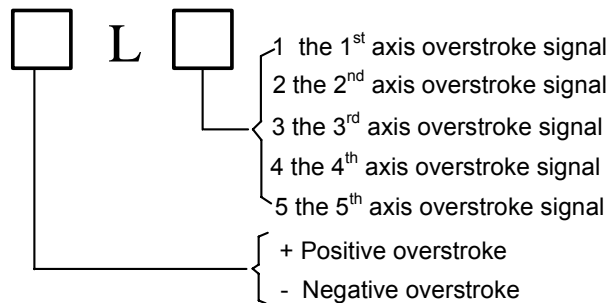 L
1 the 1st axis overstroke signal
2 the 2nd axis overstroke signal
3 the 3rd axis overstroke signal
4 the 4th axis overstroke signal
5 the 5th axis overstroke signal
+ Positive overstroke
- Negative overstroke